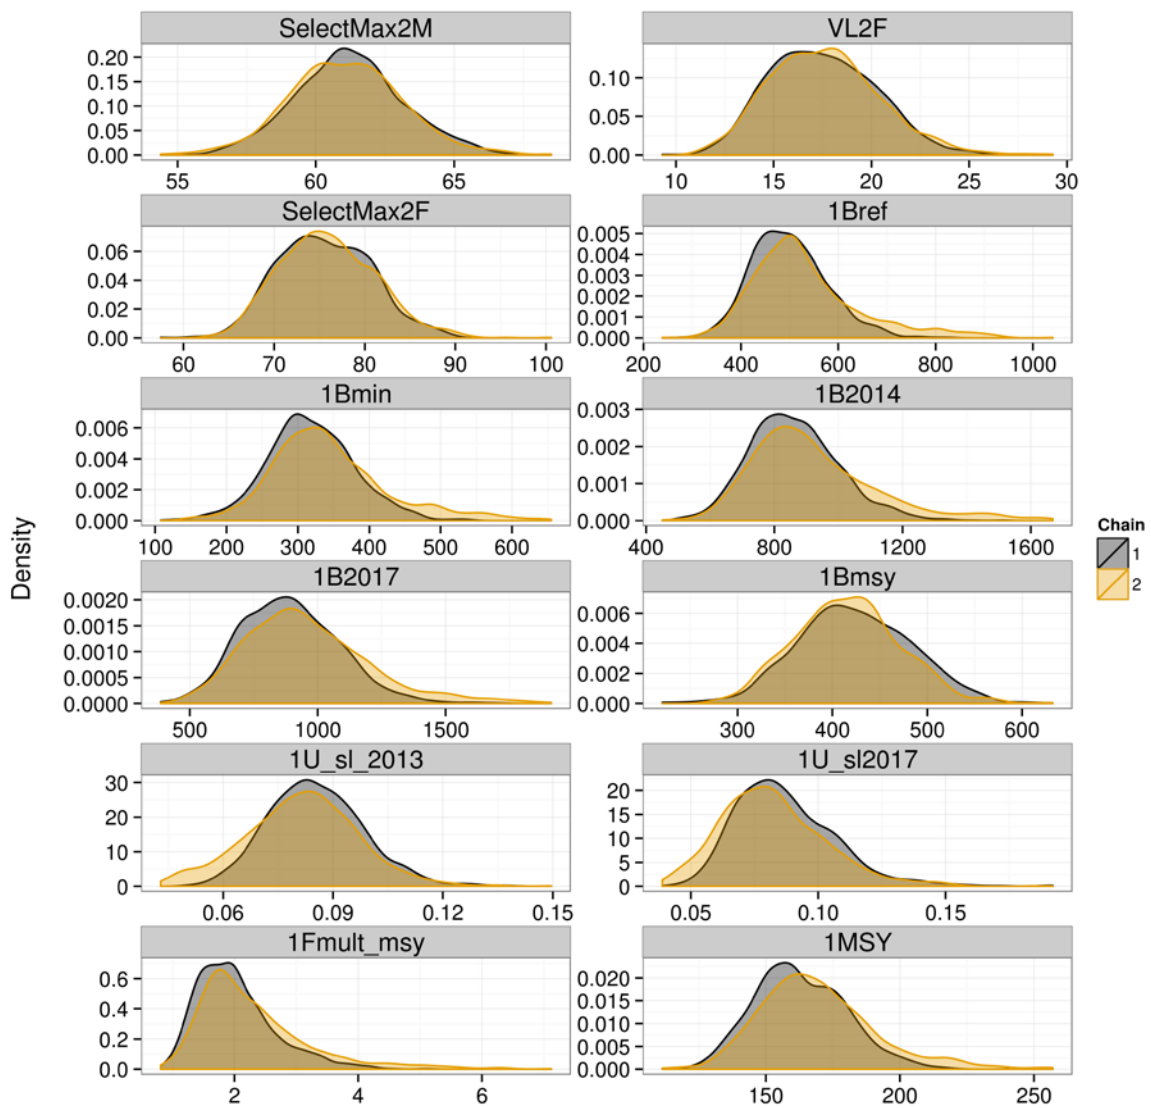 SelectMax2M
VL2F
0.20
0.15
0.10
0.05
0.00
0.10
0.05
0.00
55 60 65
10 15 20 25 30
SelectMax2F
1Bref
0.06
0.04
0.02
0.00
0.005
0.004
0.003
0.002
0.001
0.000
60 70 80 90 100
200 400 600 800 1000
1Bmin
1B2014
0.006
0.004
0.002
0.000
0.003
0.002
0.001
0.000
100 200 300 400 500 600
400 800 1200 1600
Density
1B2017
1Bmsy
0.0020
0.0015
0.0010
0.0005
0.0000
0.006
0.004
0.002
0.000
500 1000 1500
300 400 500 600
Chain
1
2
1U_sl_2013
1U_sl2017
30
20
10
0
20
15
10
5
0
0.06 0.09 0.12 0.15
0.05 0.10 0.15
1Fmult_msy
1MSY
0.6
0.4
0.2
0.0
0.020
0.015
0.010
0.005
0.000
2 4 6
150 200 250